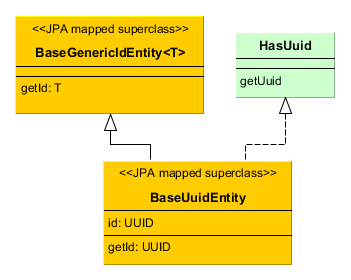 <<JPA mapped superclass>>
BaseGenericIdEntity<T>
getId: T
HasUuid
getUuid
<<JPA mapped superclass>>
BaseUuidEntity
id: UUID
getId: UUID